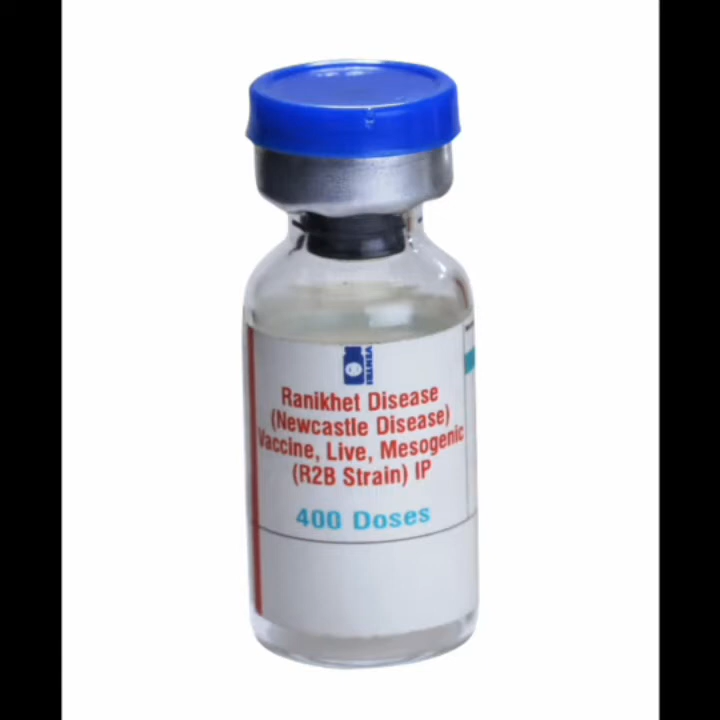 Ranikhet Disease
(Newcastle Disease)
Vaccine, Live, Mesogenic
(R2B Strain) IP
400 Doses